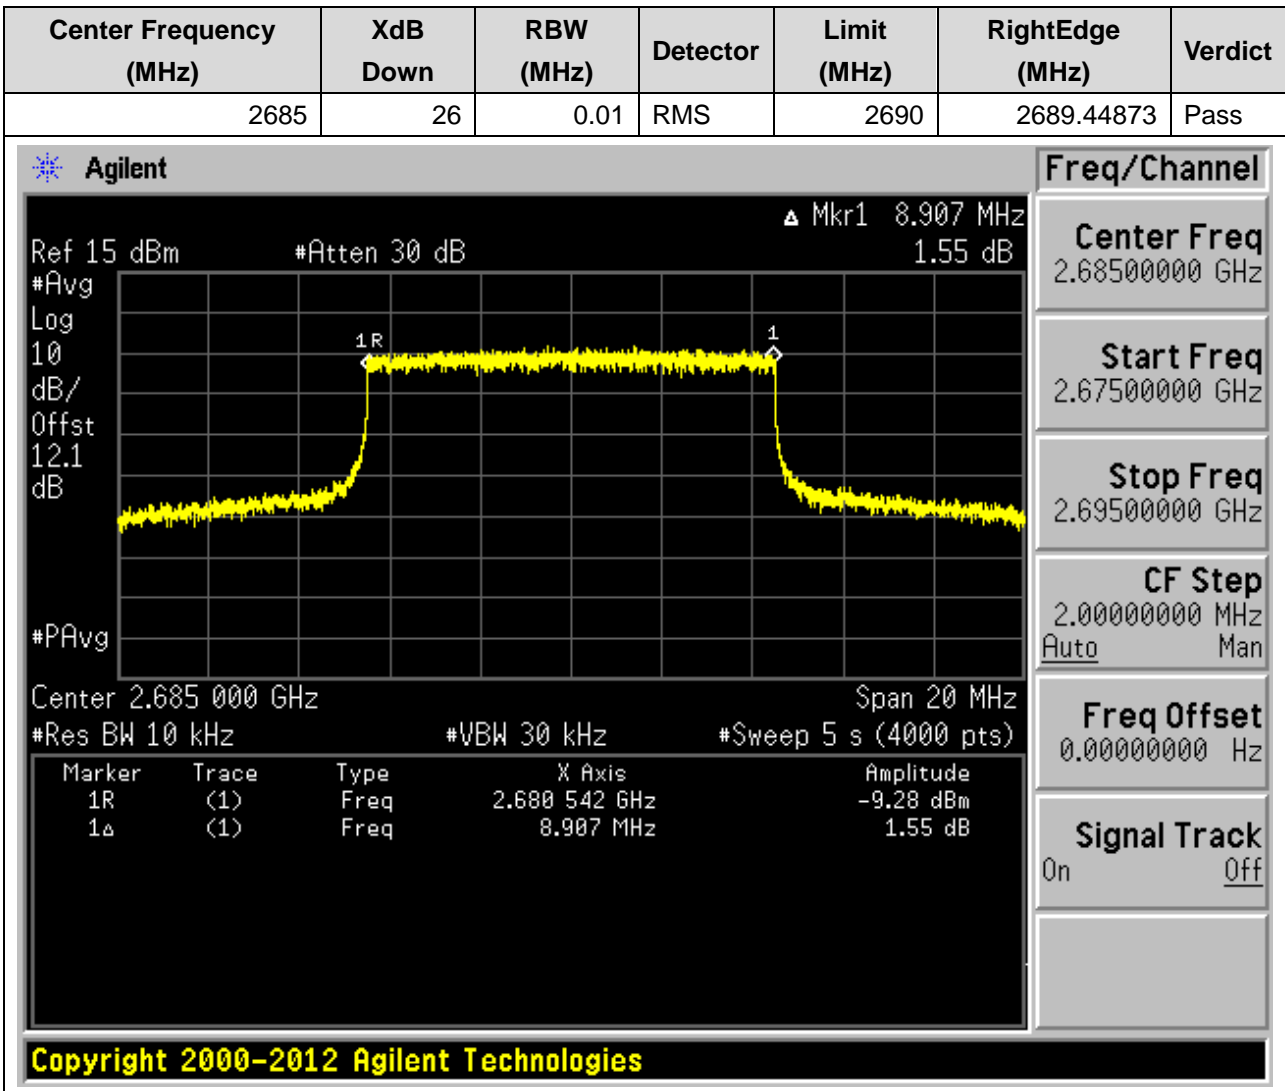 Center Frequency (MHz) XdB Down RBW (MHz) Detector Limit (MHz) RightEdge (MHz) Verdict
2685 26 0.01 RMS 2690 2689.44873 Pass
Agilent
Freq/Channel
Δ Mkr1 8.907 MHz
Ref 15 dBm #Atten 30 dB 1.55 dB
#Avg
Log
10
dB/
Offst
12.1
dB
#PAvg
1R
1
Center 2.685 000 GHz Span 20 MHz
#Res BW 10 kHz #VBW 30 kHz #Sweep 5 s (4000 pts)
Marker Trace Type X Axis Amplitude
1R (1) Freq 2.680 542 GHz -9.28 dBm
1Δ (1) Freq 8.907 MHz 1.55 dB
Center Freq
2.68500000 GHz
Start Freq
2.67500000 GHz
Stop Freq
2.69500000 GHz
CF Step
2.00000000 MHz
Auto Man
Freq Offset
0.00000000 Hz
Signal Track
On Off
Copyright 2000-2012 Agilent Technologies